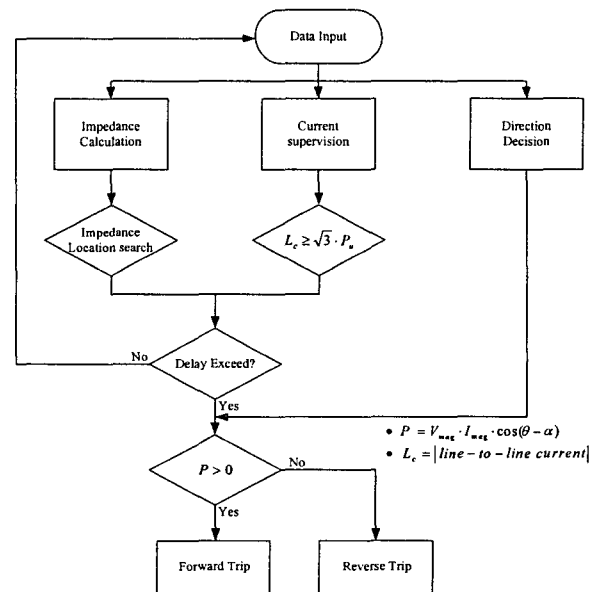 Data Input
Impedance
Calculation
Current
supervision
Direction
Decision
Impedance
Location search
L_c ≥ √3 · P_u
No
Delay Exceed?
Yes
• P = V_mag · I_mag · cos(θ − α)
• L_c = |line − to − line current|
P > 0
No
Yes
Forward Trip
Reverse Trip